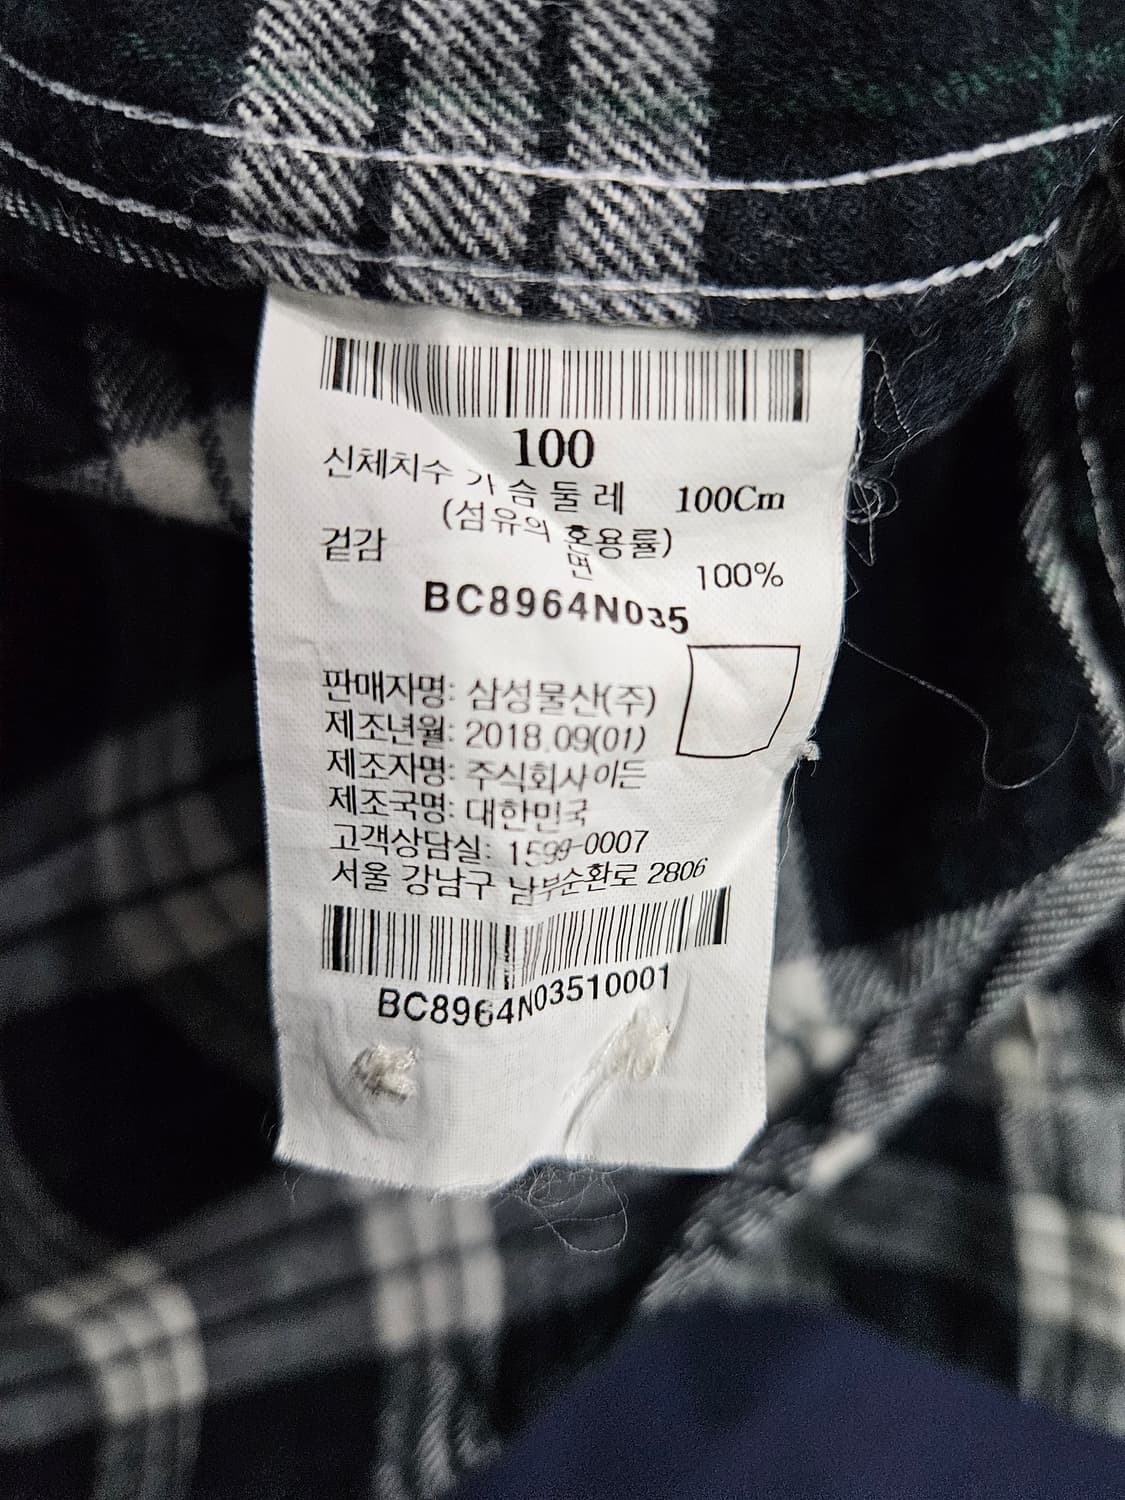 100
신체치수 가슴둘레 100Cm
(섬유의 혼용률)
겉감 면 100%
BC8964N035
판매자명: 삼성물산(주)
제조년월: 2018.09(01)
제조자명: 주식회사이든
제조국명: 대한민국
고객상담실: 1599-0007
서울 강남구 남부순환로 2806
BC8964N03510001